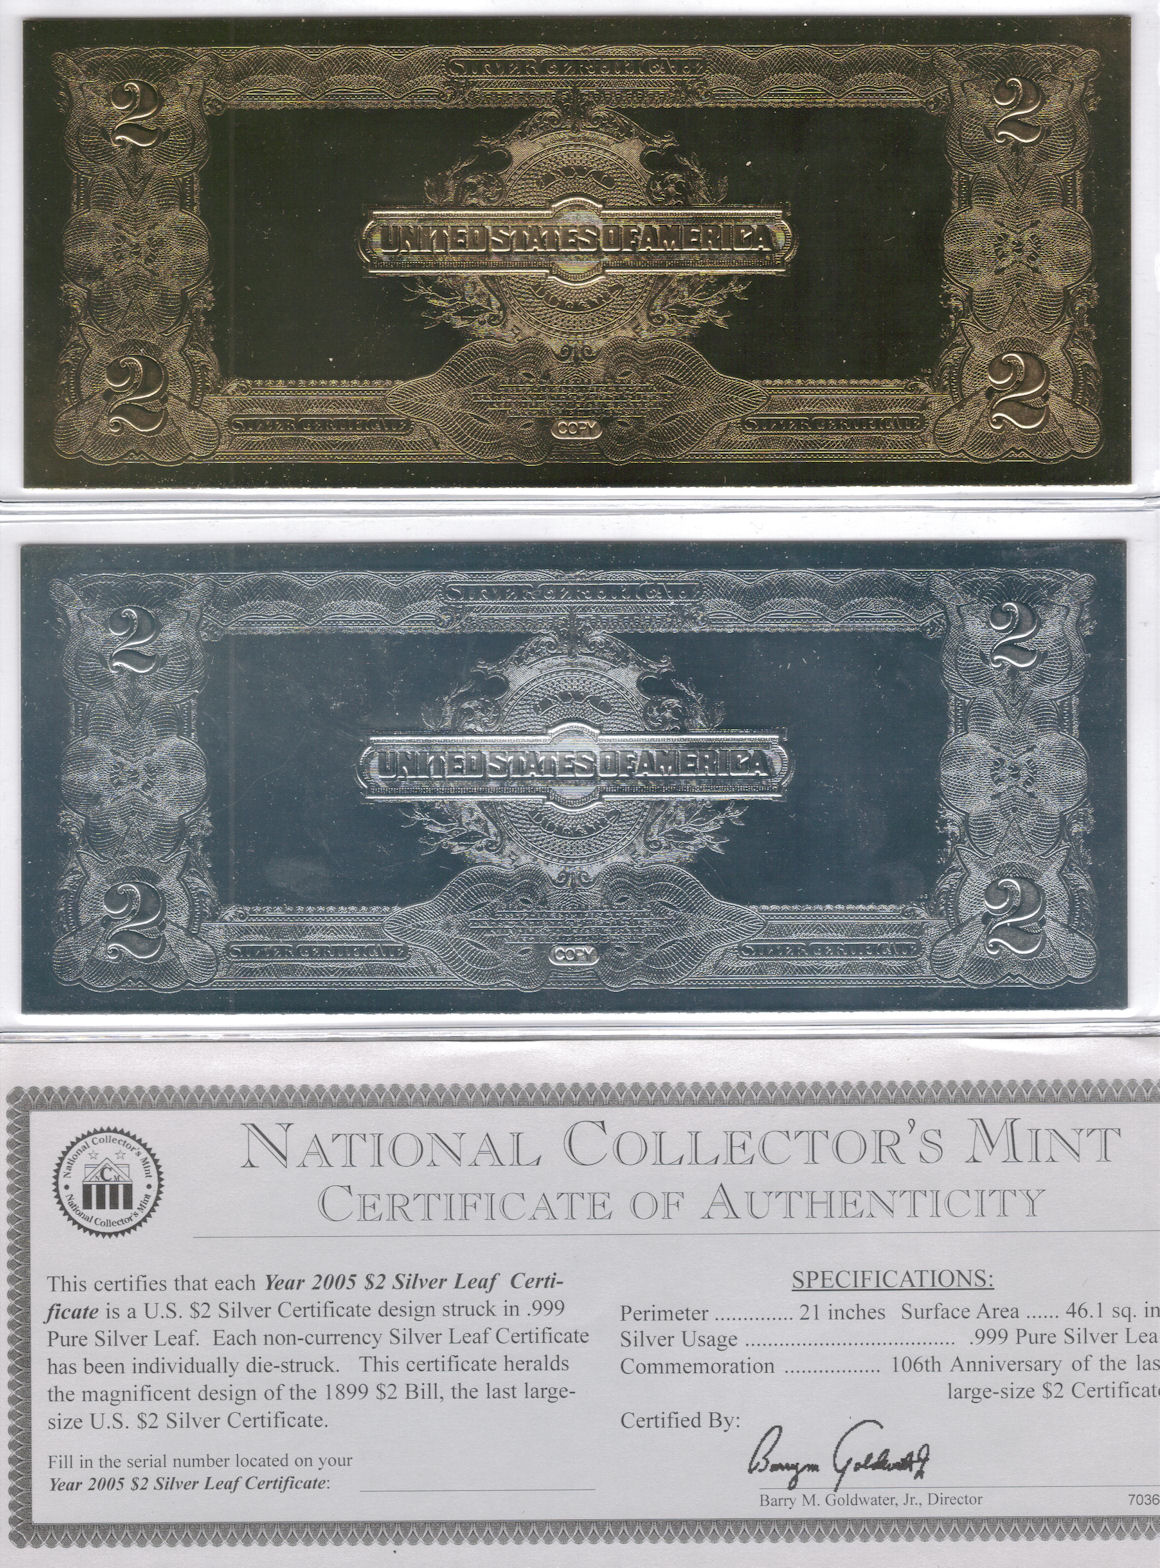 SILVER CERTIFICATE
2
2
UNITED STATES OF AMERICA
2
2
SILVER CERTIFICATE
COPY
SILVER CERTIFICATE
SILVER CERTIFICATE
2
2
UNITED STATES OF AMERICA
2
2
SILVER CERTIFICATE
COPY
SILVER CERTIFICATE
National Collector's Mint
C
National Collector's Mint
NATIONAL COLLECTOR'S MINT
CERTIFICATE OF AUTHENTICITY
This certifies that each Year 2005 $2 Silver Leaf Certi-
ficate is a U.S. $2 Silver Certificate design struck in .999
Pure Silver Leaf. Each non-currency Silver Leaf Certificate
has been individually die-struck. This certificate heralds
the magnificent design of the 1899 $2 Bill, the last large-
size U.S. $2 Silver Certificate.
Fill in the serial number located on your
Year 2005 $2 Silver Leaf Certificate:
SPECIFICATIONS:
Perimeter .............. 21 inches Surface Area ...... 46.1 sq. in
Silver Usage ..................................... .999 Pure Silver Lea
Commemoration ................. 106th Anniversary of the las
large-size $2 Certificate
Certified By:
Barry M. Goldwater, Jr., Director
7036